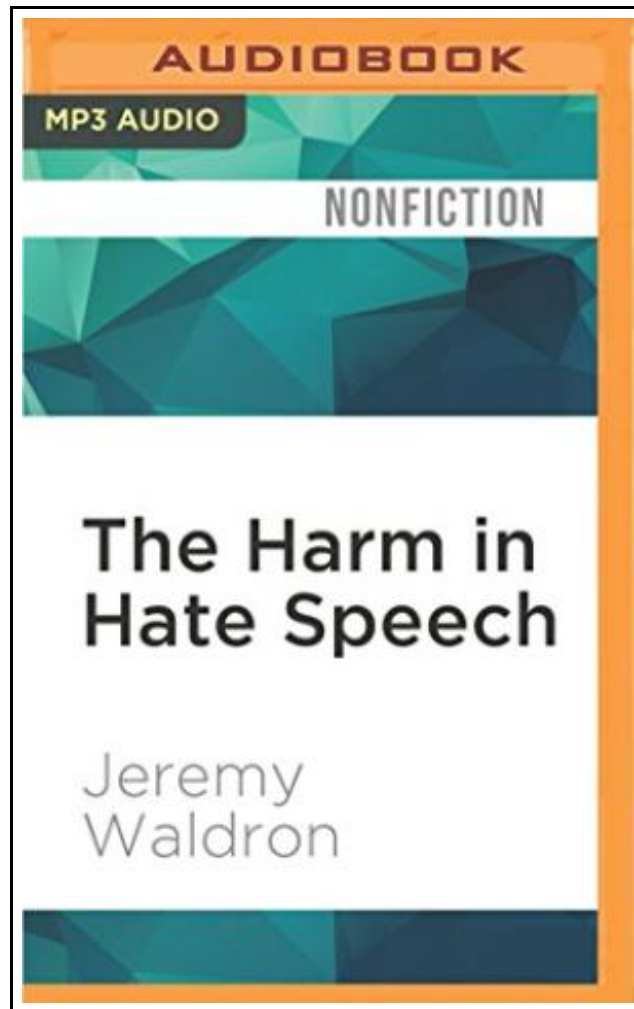 AUDIOBOOK
MP3 AUDIO
NONFICTION
The Harm in
Hate Speech
Jeremy
Waldron